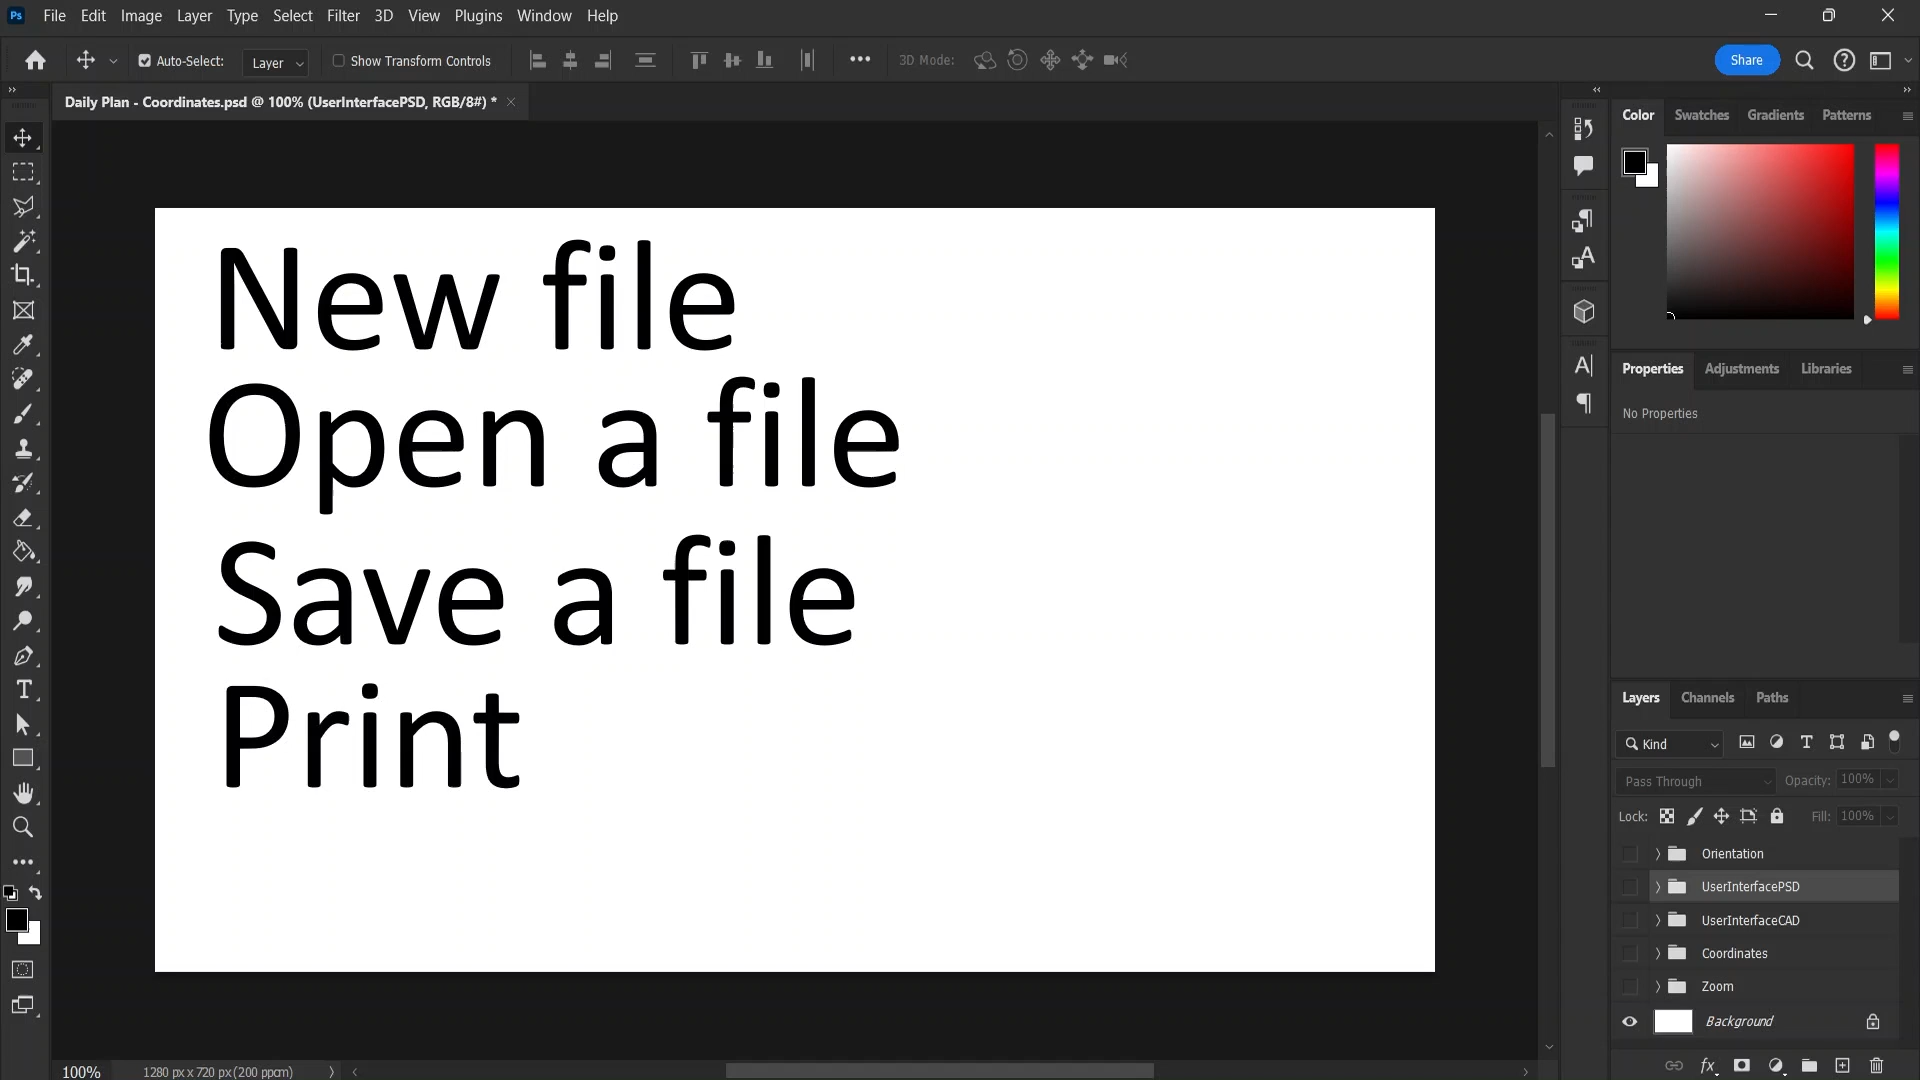 Ps File Edit Image Layer Type Select Filter 3D View Plugins Window Help
Auto-Select: Layer Show Transform Controls 3D Mode: Share
Daily Plan - Coordinates.psd @ 100% (UserInterfacePSD, RGB/8#) *
Color Swatches Gradients Patterns
New file
Open a file
Save a file
Print
Properties Adjustments Libraries
No Properties
Layers Channels Paths
Kind
Pass Through Opacity: 100%
Lock: Fill: 100%
Orientation
UserInterfacePSD
UserInterfaceCAD
Coordinates
Zoom
Background
100% 1280 px x 720 px (200 ppcm)